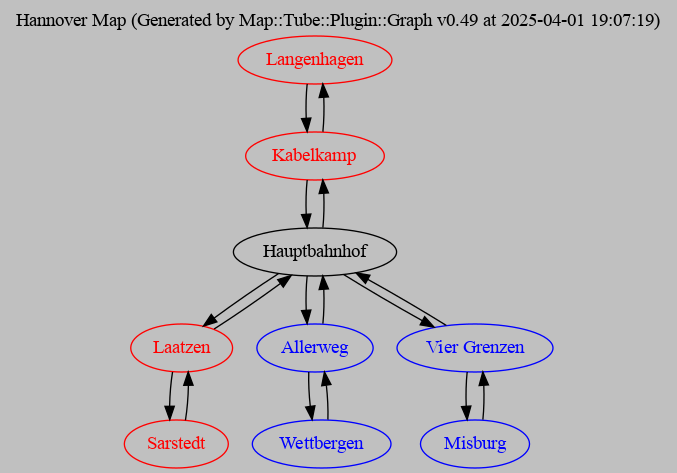 Hannover Map (Generated by Map::Tube::Plugin::Graph v0.49 at 2025-04-01 19:07:19)
Langenhagen
Kabelkamp
Hauptbahnhof
Laatzen
Allerweg
Vier Grenzen
Sarstedt
Wettbergen
Misburg